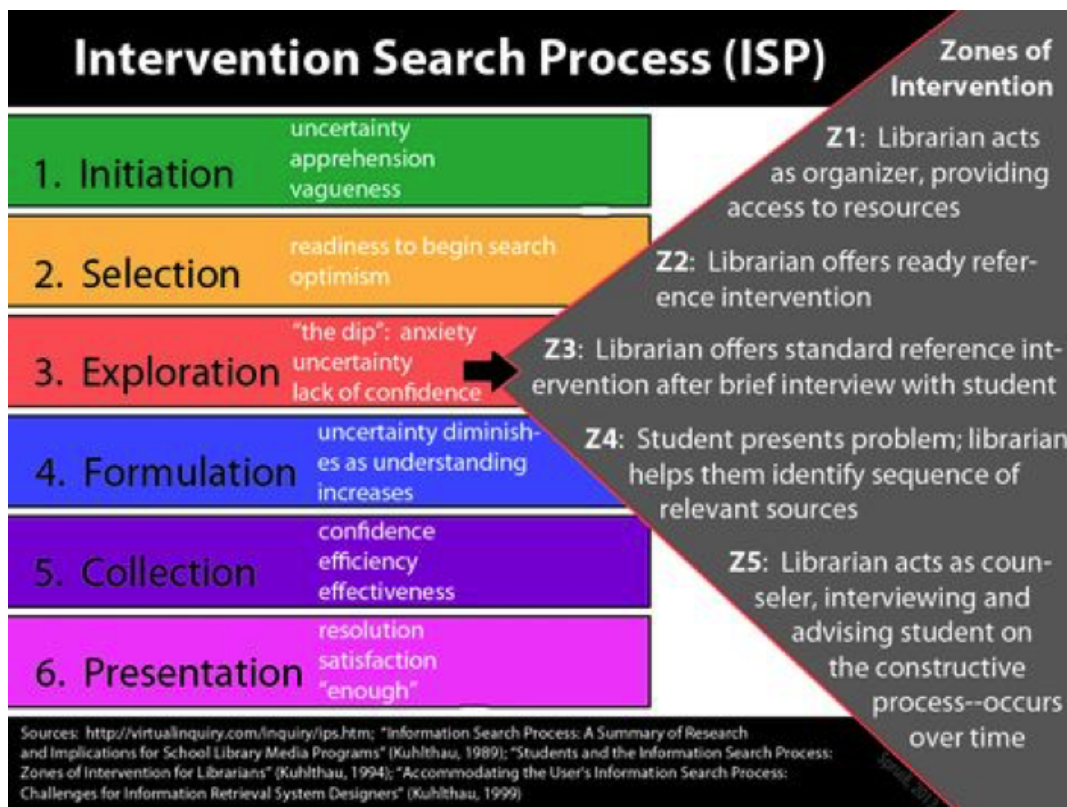 Intervention Search Process (ISP)
1. Initiation
uncertainty
apprehension
vagueness
2. Selection
readiness to begin search
optimism
3. Exploration
"the dip": anxiety
uncertainty
lack of confidence
4. Formulation
uncertainty diminish-
es as understanding
increases
5. Collection
confidence
efficiency
effectiveness
6. Presentation
resolution
satisfaction
"enough"
Zones of
Intervention
Z1: Librarian acts
as organizer, providing
access to resources
Z2: Librarian offers ready refer-
ence intervention
Z3: Librarian offers standard reference int-
ervention after brief interview with student
Z4: Student presents problem; librarian
helps them identify sequence of
relevant sources
Z5: Librarian acts as coun-
seler, interviewing and
advising student on
the constructive
process--occurs
over time
Sources: http://virtualinquiry.com/inquiry/ips.htm; "Information Search Process: A Summary of Research
and Implications for School Library Media Programs" (Kuhlthau, 1989); "Students and the Information Search Process:
Zones of Intervention for Librarians" (Kuhlthau, 1994); "Accommodating the User's Information Search Process:
Challenges for Information Retrieval System Designers" (Kuhlthau, 1999)